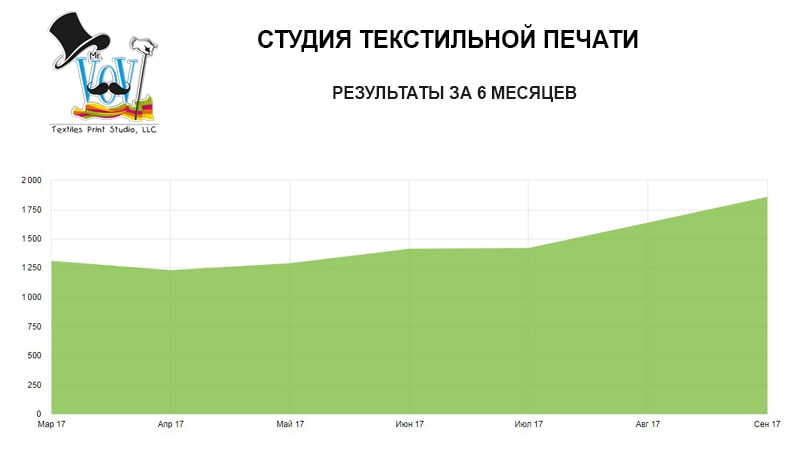 Mr.
VOV
Textiles Print Studio, LLC
СТУДИЯ ТЕКСТИЛЬНОЙ ПЕЧАТИ
РЕЗУЛЬТАТЫ ЗА 6 МЕСЯЦЕВ
2 000
1 750
1 500
1 250
1 000
750
500
250
0
Мар 17 Апр 17 Май 17 Июн 17 Июл 17 Авг 17 Сен 17